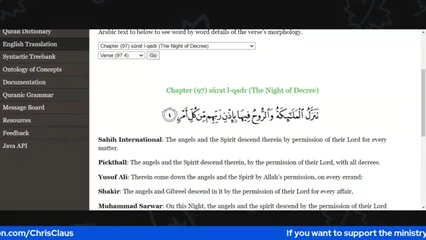 Quran Dictionary
English Translation
Syntactic Treebank
Ontology of Concepts
Documentation
Quranic Grammar
Message Board
Resources
Feedback
Java API
Arabic text to below to see word by word details of the verse's morphology.
Chapter (97) sūrat l-qadr (The Night of Decree)
Verse (97:4) Go
Chapter (97) sūrat l-qadr (The Night of Decree)
تَنَزَّلُ الْمَلَائِكَةُ وَالرُّوحُ فِيهَا بِإِذْنِ رَبِّهِم مِّن كُلِّ أَمْرٍ ﴿٤﴾
Sahih International: The angels and the Spirit descend therein by permission of their Lord for every
matter.
Pickthall: The angels and the Spirit descend therein, by the permission of their Lord, with all decrees.
Yusuf Ali: Therein come down the angels and the Spirit by Allah's permission, on every errand:
Shakir: The angels and Gibreel descend in it by the permission of their Lord for every affair,
Muhammad Sarwar: On this Night, the angels and the spirit descend by the permission of their Lord
on.com/ChrisClaus
If you want to support the ministry